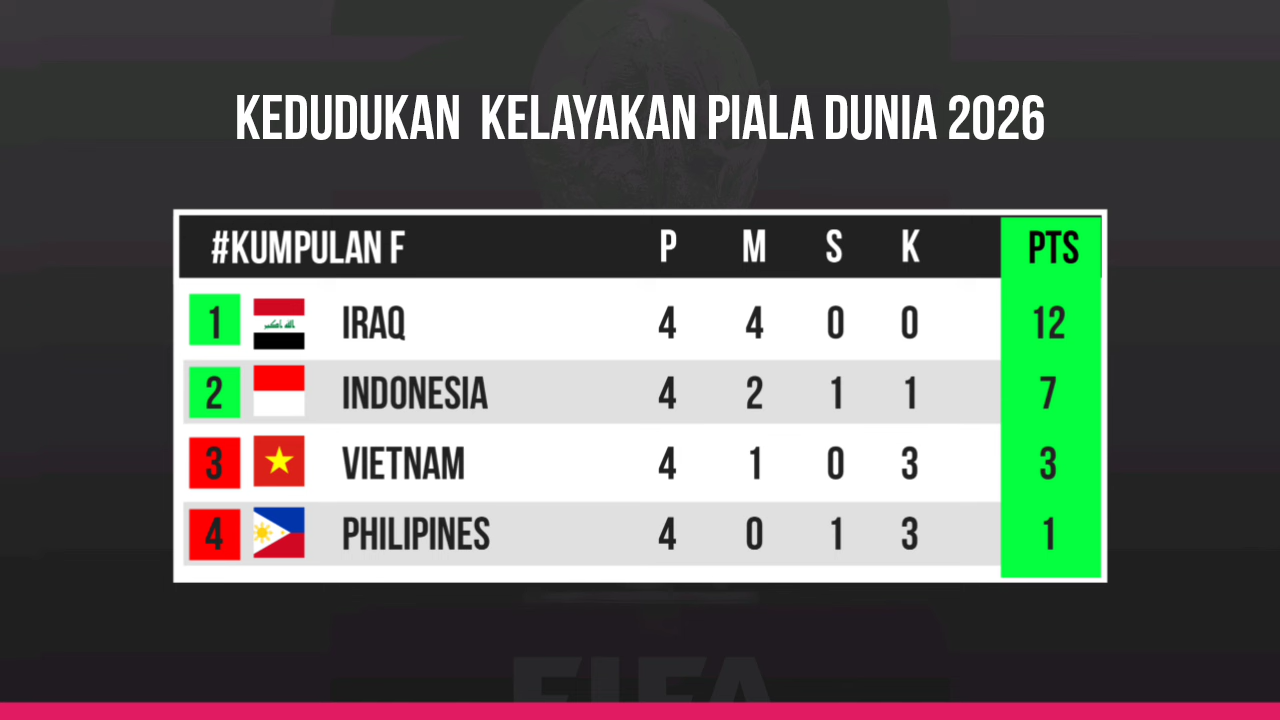 KEDUDUKAN KELAYAKAN PIALA DUNIA 2026
#KUMPULAN F P M S K PTS
1 IRAQ 4 4 0 0 12
2 INDONESIA 4 2 1 1 7
3 VIETNAM 4 1 0 3 3
4 PHILIPINES 4 0 1 3 1
FIFA